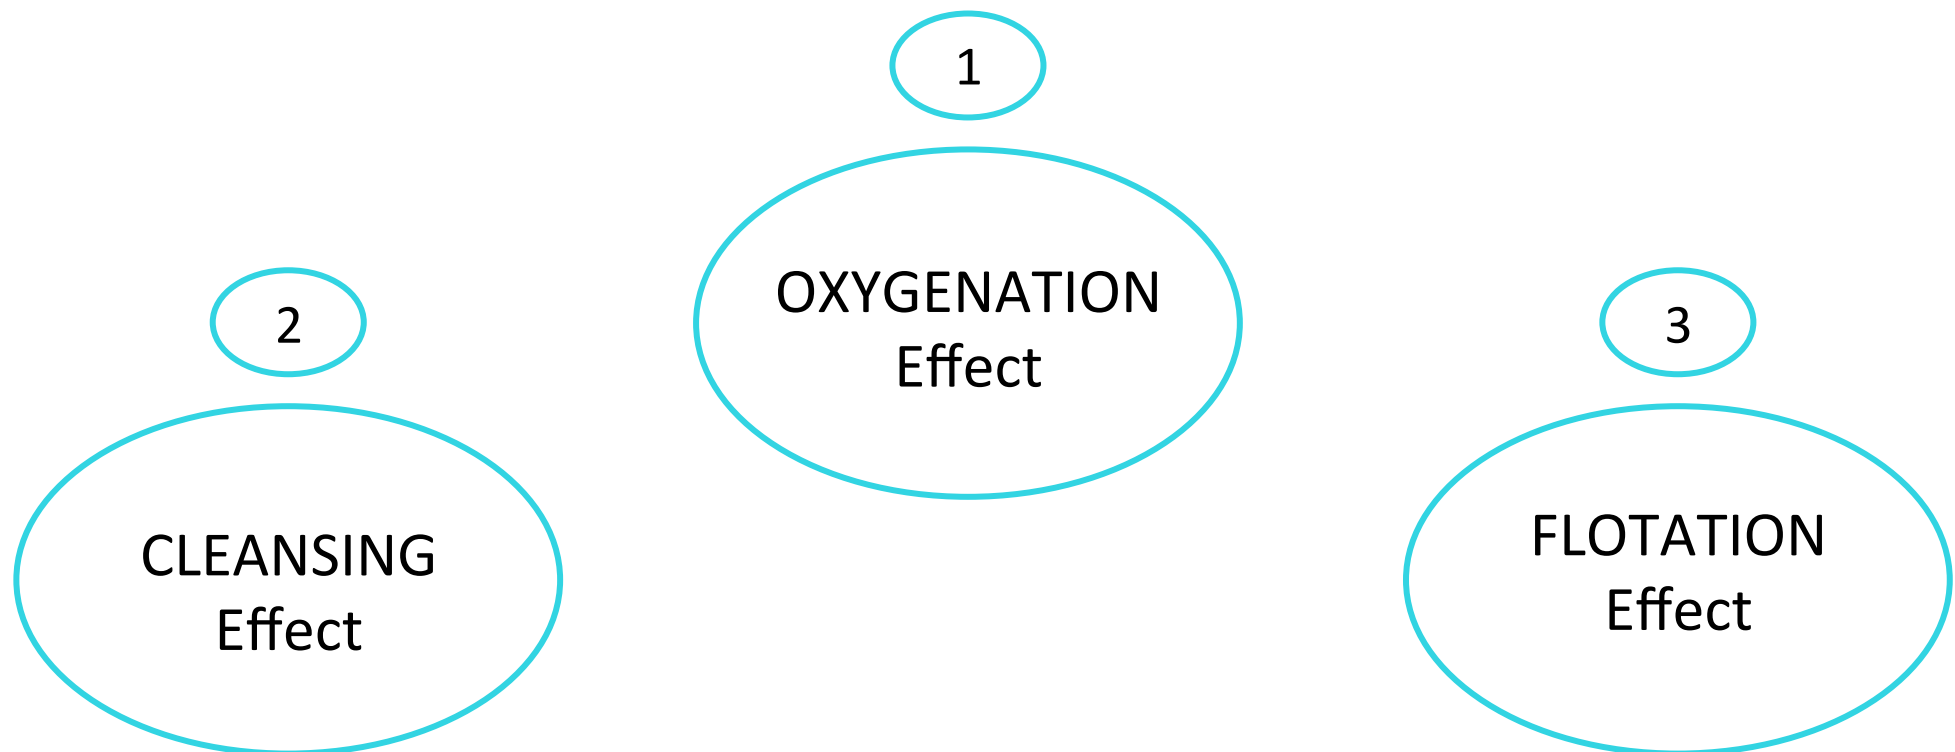 1
OXYGENATION
Effect
2
CLEANSING
Effect
3
FLOTATION
Effect